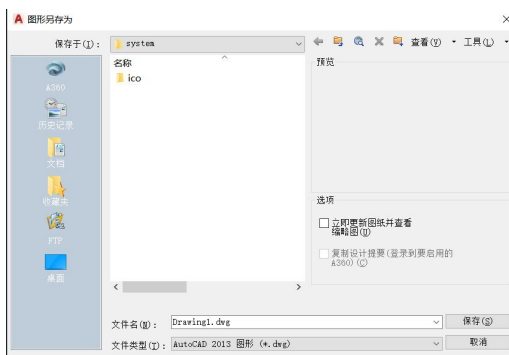 图形另存为
保存于(I): system 查看(V) 工具(L)
名称
ico
预览
A360
历史记录
文档
收藏夹
FTP
桌面
选项
立即更新图纸并查看
缩略图(U)
复制设计提要(登录到要启用的
A360)(C)
文件名(N): Drawing1.dwg 保存(S)
文件类型(T): AutoCAD 2013 图形 (*.dwg) 取消